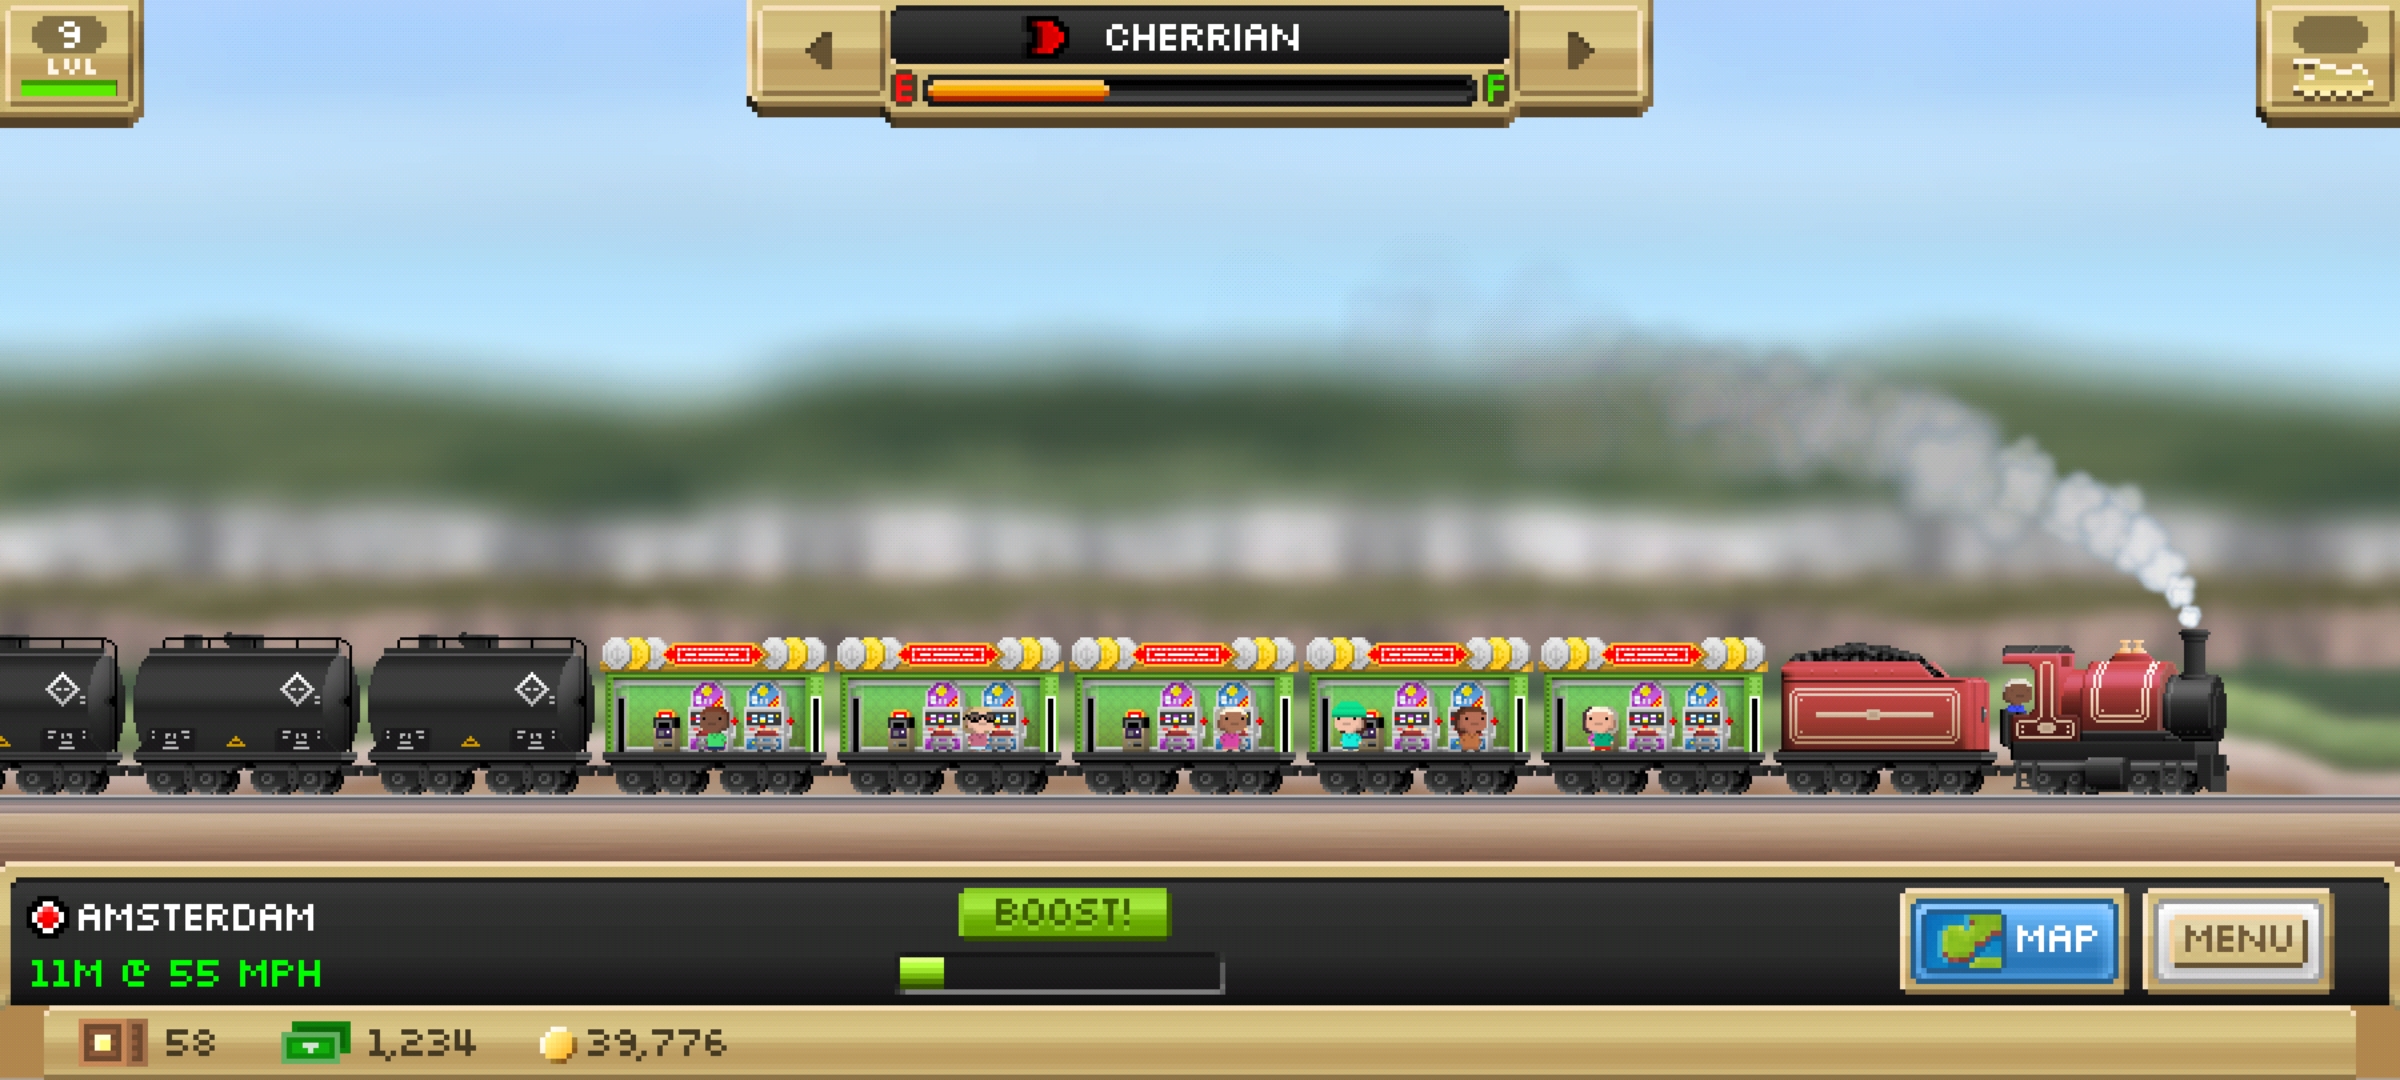 9
LVL
CHERRIAN
E F
AMSTERDAM
11M @ 55 MPH
BOOST!
MAP
MENU
58 1,234 39,776